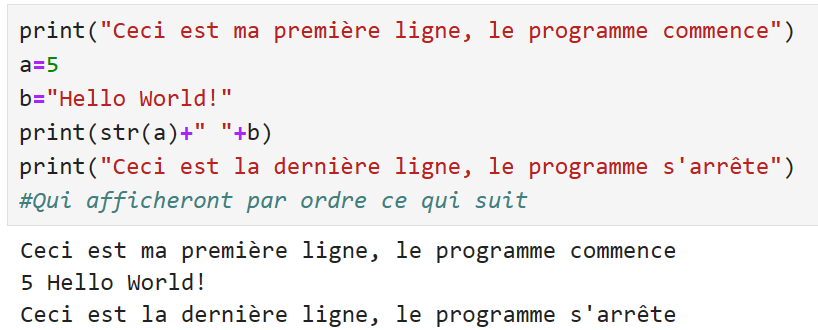 print("Ceci est ma première ligne, le programme commence")
a=5
b="Hello World!"
print(str(a)+" "+b)
print("Ceci est la dernière ligne, le programme s'arrête")
#Qui afficheront par ordre ce qui suit
Ceci est ma première ligne, le programme commence
5 Hello World!
Ceci est la dernière ligne, le programme s'arrête